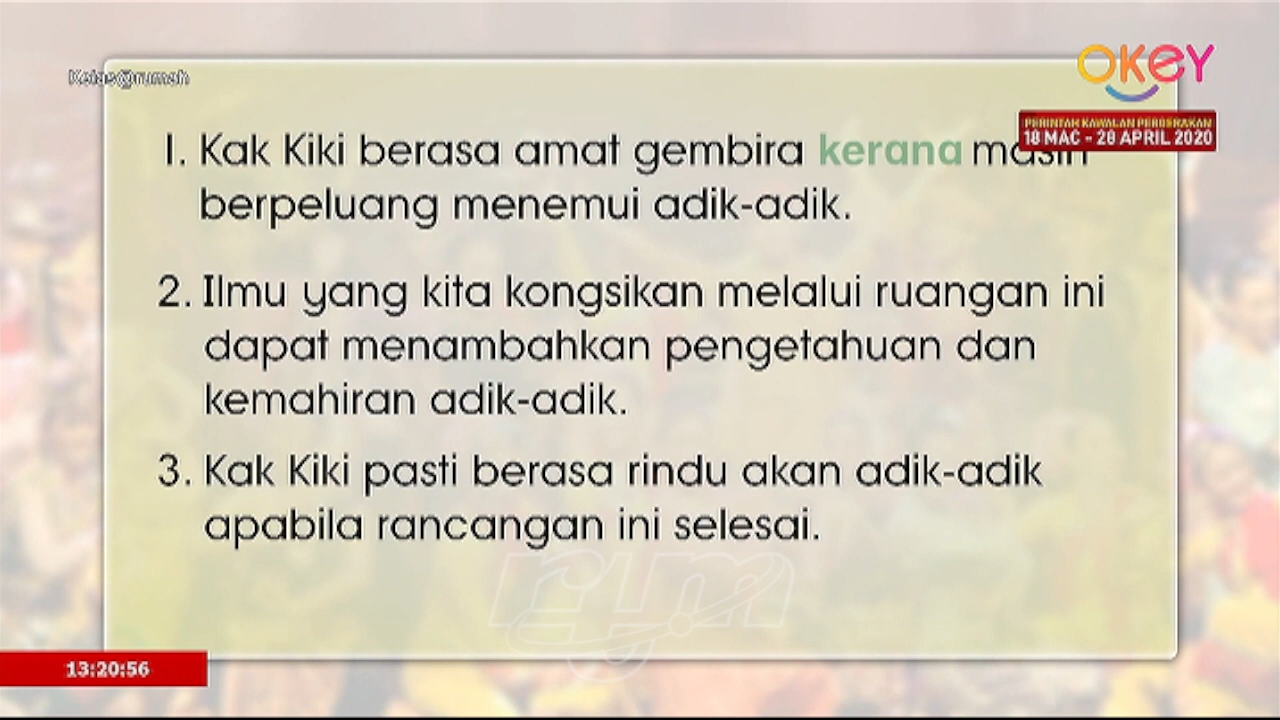 Kelas@rumah
OKEY
PERINTAH KAWALAN PERGERAKAN
18 MAC - 28 APRIL 2020
1. Kak Kiki berasa amat gembira kerana masih
berpeluang menemui adik-adik.
2. Ilmu yang kita kongsikan melalui ruangan ini
dapat menambahkan pengetahuan dan
kemahiran adik-adik.
3. Kak Kiki pasti berasa rindu akan adik-adik
apabila rancangan ini selesai.
rtm
13:20:56